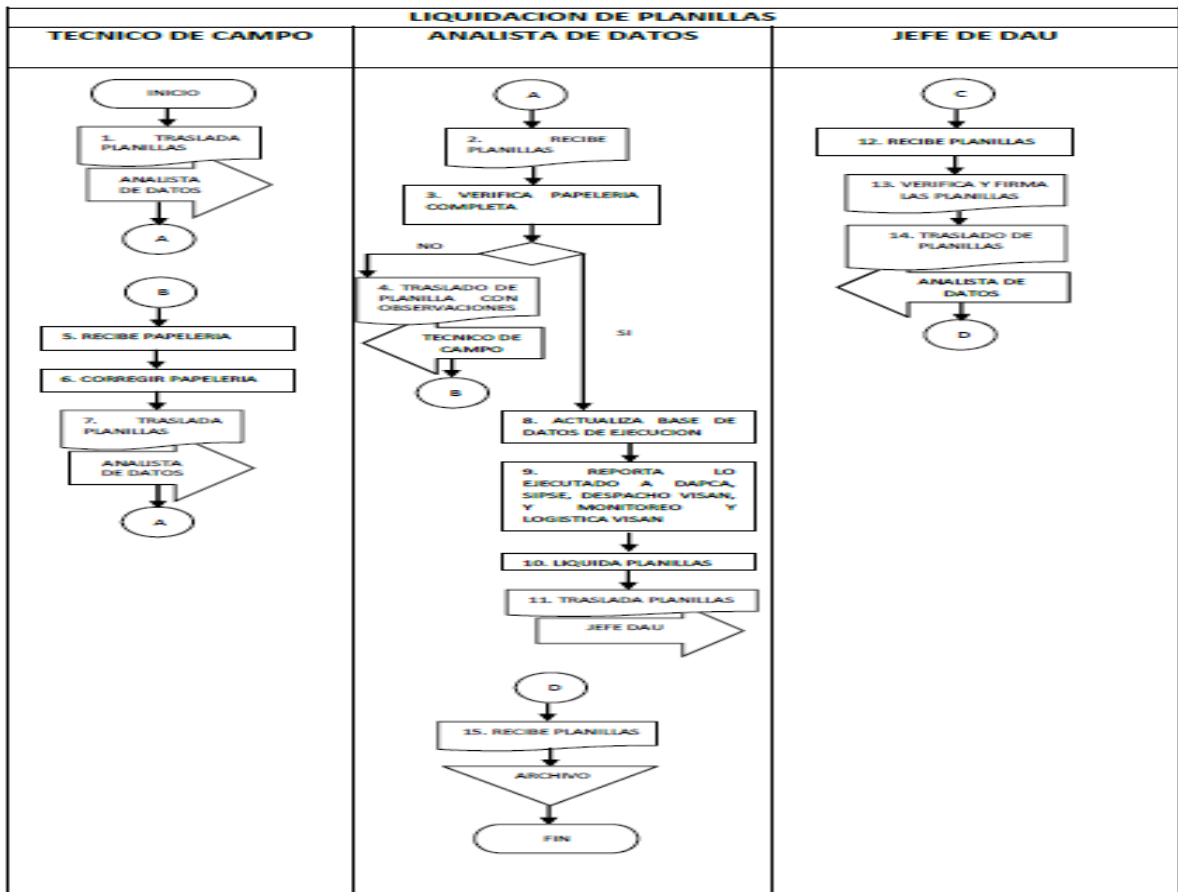 LIQUIDACION DE PLANILLAS
TECNICO DE CAMPO
INICIO
1. TRASLADA
PLANILLAS
ANALISTA
DE DATOS
A
B
5. RECIBE PAPELERIA
6. CORREGIR PAPELERIA
7. TRASLADA
PLANILLAS
ANALISTA
DE DATOS
A
ANALISTA DE DATOS
A
2. RECIBE
PLANILLAS
3. VERIFICA PAPELERIA
COMPLETA
NO
4. TRASLADO DE
PLANILLA CON
OBSERVACIONES
TECNICO DE
CAMPO
B
SI
8. ACTUALIZA BASE DE
DATOS DE EJECUCION
9. REPORTA LO
EJECUTADO A DAPCA,
SIPSE, DESPACHO VISAN,
Y MONITOREO Y
LOGISTICA VISAN
10. LIQUIDA PLANILLAS
11. TRASLADA PLANILLAS
JEFE DAU
D
15. RECIBE PLANILLAS
ARCHIVO
FIN
JEFE DE DAU
C
12. RECIBE PLANILLAS
13. VERIFICA Y FIRMA
LAS PLANILLAS
14. TRASLADO DE
PLANILLAS
ANALISTA DE
DATOS
D